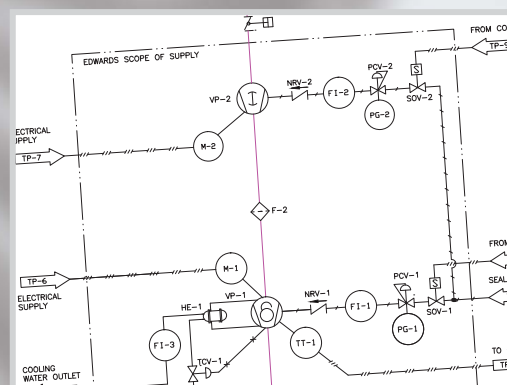 FROM CO
TP-9
EDWARDS SCOPE OF SUPPLY
PCV-2
S
NRV-2
VP-2
FI-2
SOV-2
PG-2
ECTRICAL
PPLY
M-2
TP-7
F-2
M-1
FROM
TP-6
PCV-1
S
NRV-1
VP-1
SEAL
ELECTRICAL
SUPPLY
HE-1
FI-1
SOV-1
PG-1
FI-3
TT-1
TO
TCV-1
TP
COOLING
WATER OUTLET